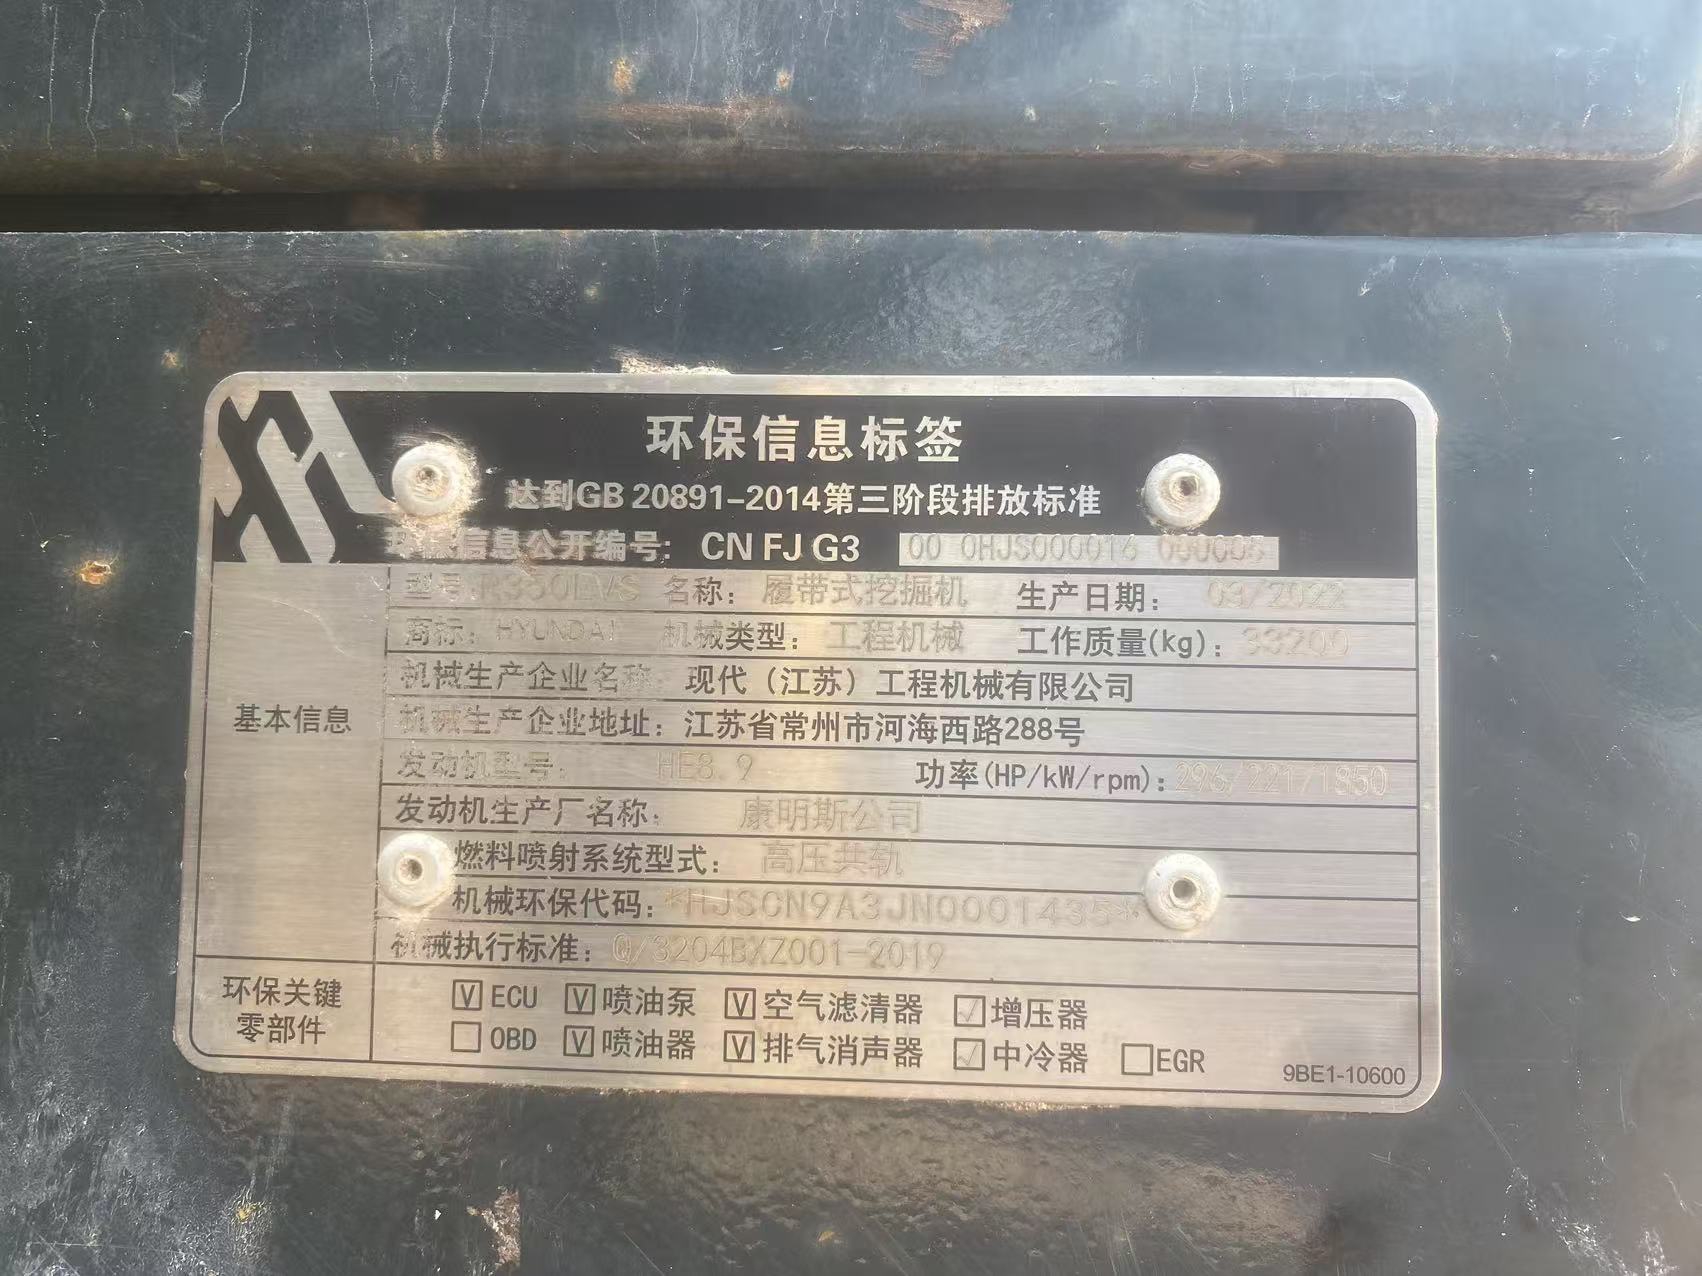 环保信息标签
达到GB 20891-2014第三阶段排放标准
环保信息公开编号: CN FJ G3 00 0HJS000016 000006
型号: R350LVS 名称: 履带式挖掘机 生产日期: 03/2022
商标: HYUNDAI 机械类型: 工程机械 工作质量(kg): 33200
机械生产企业名称: 现代（江苏）工程机械有限公司
机械生产企业地址: 江苏省常州市河海西路288号
基本信息
发动机型号: HE8.9 功率(HP/kW/rpm): 296/221/1850
发动机生产厂名称: 康明斯公司
燃料喷射系统型式: 高压共轨
机械环保代码: *HJSCN9A3JN0001435*
机械执行标准: Q/3204BXZ001-2019
环保关键零部件
☑ECU ☑喷油泵 ☑空气滤清器 ☑增压器
☐OBD ☑喷油器 ☑排气消声器 ☑中冷器 ☐EGR
9BE1-10600